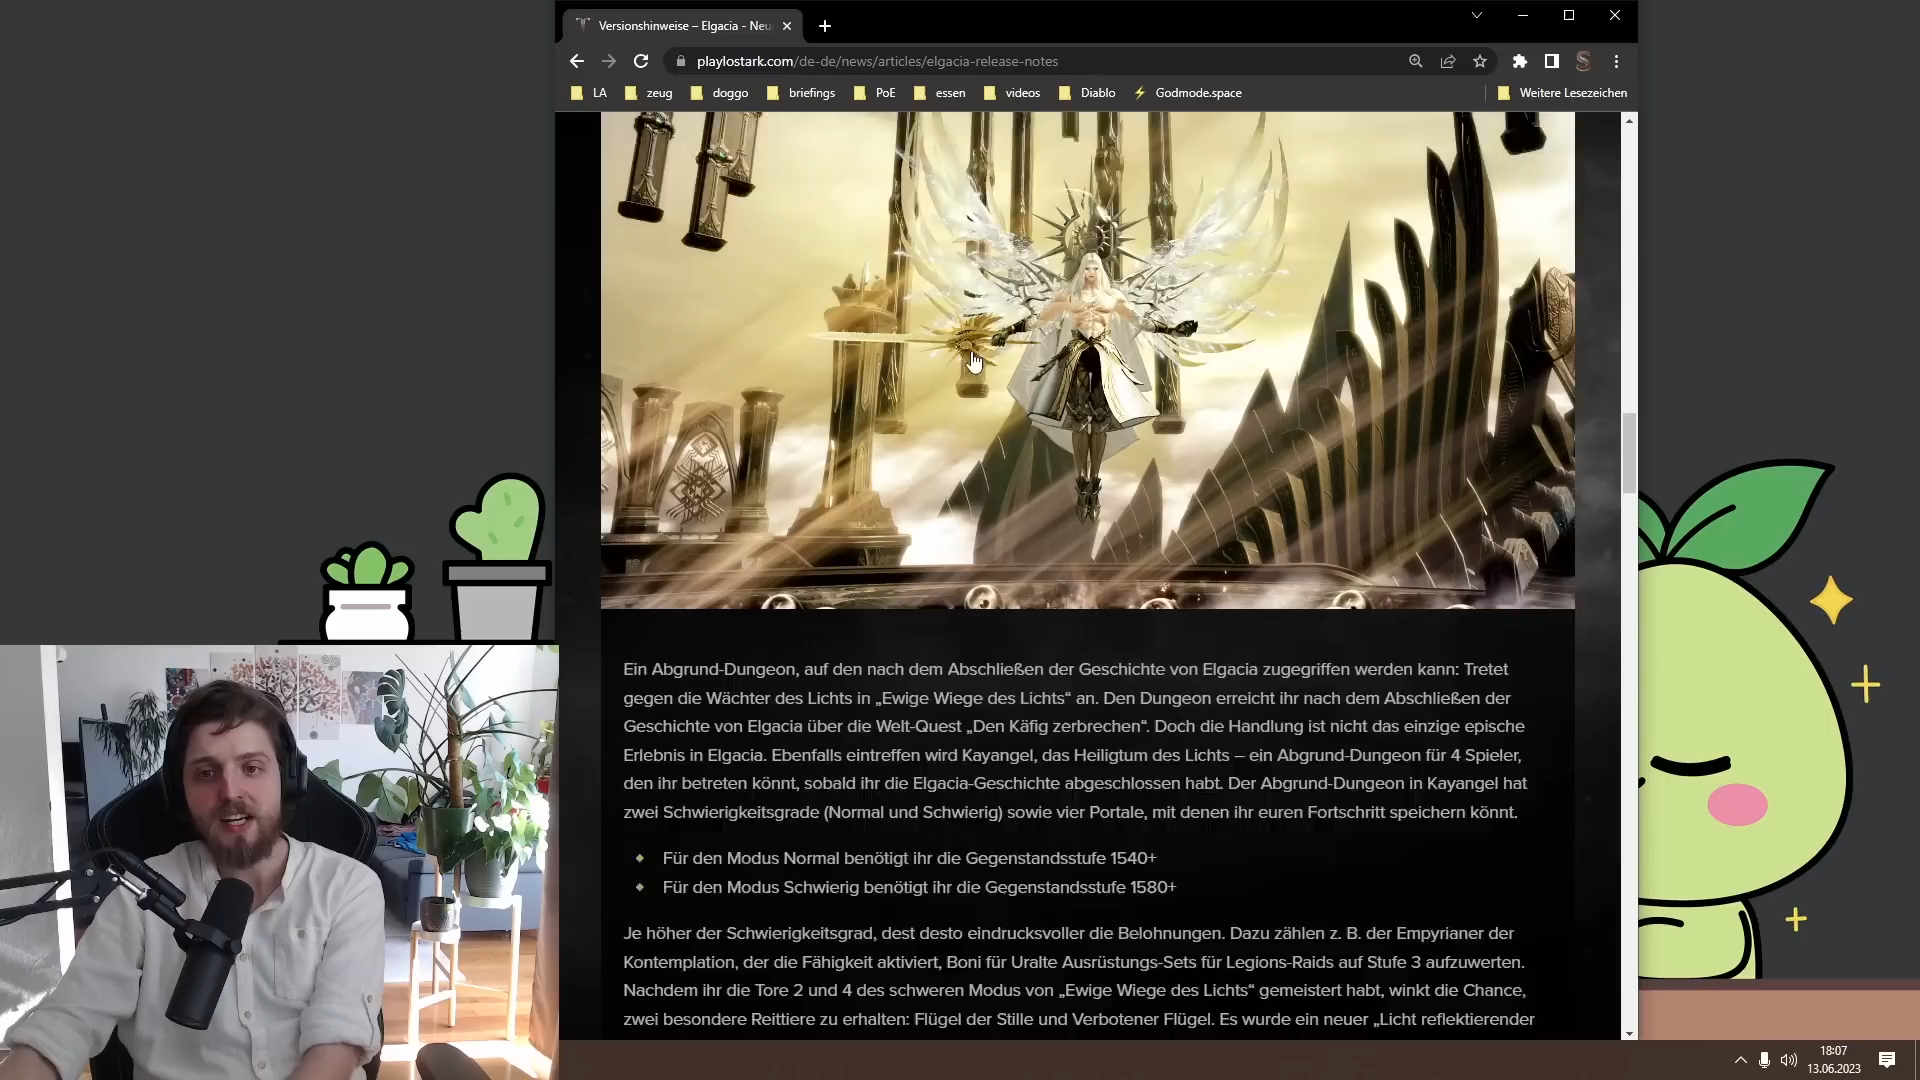 Versionshinweise – Elgacia - Neu
playlostark.com/de-de/news/articles/elgacia-release-notes
LA
zeug
doggo
briefings
PoE
essen
videos
Diablo
Godmode.space
Weitere Lesezeichen
Ein Abgrund-Dungeon, auf den nach dem Abschließen der Geschichte von Elgacia zugegriffen werden kann: Tretet
gegen die Wächter des Lichts in „Ewige Wiege des Lichts“ an. Den Dungeon erreicht ihr nach dem Abschließen der
Geschichte von Elgacia über die Welt-Quest „Den Käfig zerbrechen“. Doch die Handlung ist nicht das einzige epische
Erlebnis in Elgacia. Ebenfalls eintreffen wird Kayangel, das Heiligtum des Lichts – ein Abgrund-Dungeon für 4 Spieler,
den ihr betreten könnt, sobald ihr die Elgacia-Geschichte abgeschlossen habt. Der Abgrund-Dungeon in Kayangel hat
zwei Schwierigkeitsgrade (Normal und Schwierig) sowie vier Portale, mit denen ihr euren Fortschritt speichern könnt.
Für den Modus Normal benötigt ihr die Gegenstandsstufe 1540+
Für den Modus Schwierig benötigt ihr die Gegenstandsstufe 1580+
Je höher der Schwierigkeitsgrad, dest desto eindrucksvoller die Belohnungen. Dazu zählen z. B. der Empyrianer der
Kontemplation, der die Fähigkeit aktiviert, Boni für Uralte Ausrüstungs-Sets für Legions-Raids auf Stufe 3 aufzuwerten.
Nachdem ihr die Tore 2 und 4 des schweren Modus von „Ewige Wiege des Lichts“ gemeistert habt, winkt die Chance,
zwei besondere Reittiere zu erhalten: Flügel der Stille und Verbotener Flügel. Es wurde ein neuer „Licht reflektierender
18:07
13.06.2023